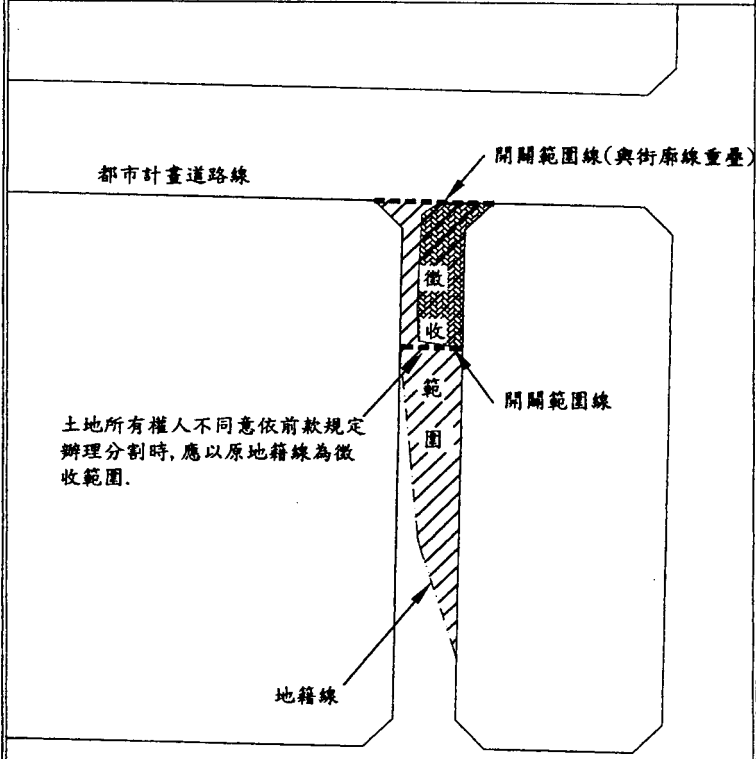 開闢範圍線(與街廓線重疊)
都市計畫道路線
徵
收
範
圍
開闢範圍線
土地所有權人不同意依前款規定
辦理分割時,應以原地籍線為徵
收範圍.
地籍線